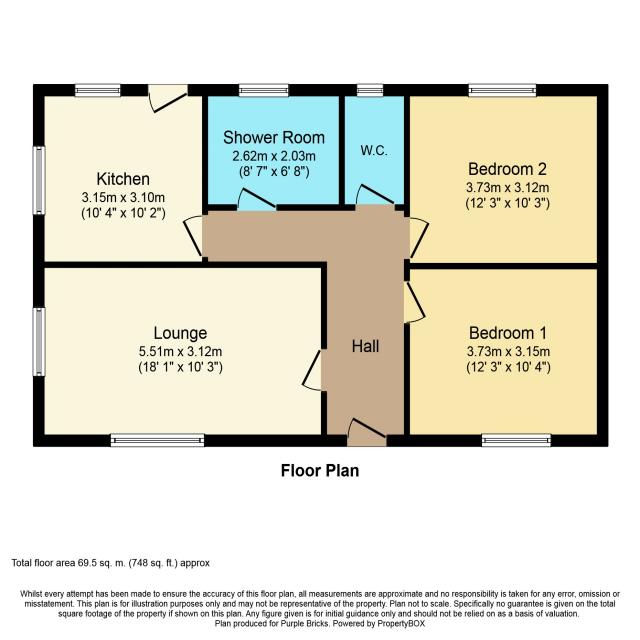 Shower Room
2.62m x 2.03m
(8' 7" x 6' 8")
W.C.
Kitchen
3.15m x 3.10m
(10' 4" x 10' 2")
Bedroom 2
3.73m x 3.12m
(12' 3" x 10' 3")
Lounge
5.51m x 3.12m
(18' 1" x 10' 3")
Hall
Bedroom 1
3.73m x 3.15m
(12' 3" x 10' 4")
Floor Plan
Total floor area 69.5 sq. m. (748 sq. ft.) approx
Whilst every attempt has been made to ensure the accuracy of this floor plan, all measurements are approximate and no responsibility is taken for any error, omission or
misstatement. This plan is for illustration purposes only and may not be representative of the property. Plan not to scale. Specifically no guarantee is given on the total
square footage of the property if shown on this plan. Any figure given is for initial guidance only and should not be relied on as a basis of valuation.
Plan produced for Purple Bricks. Powered by PropertyBOX